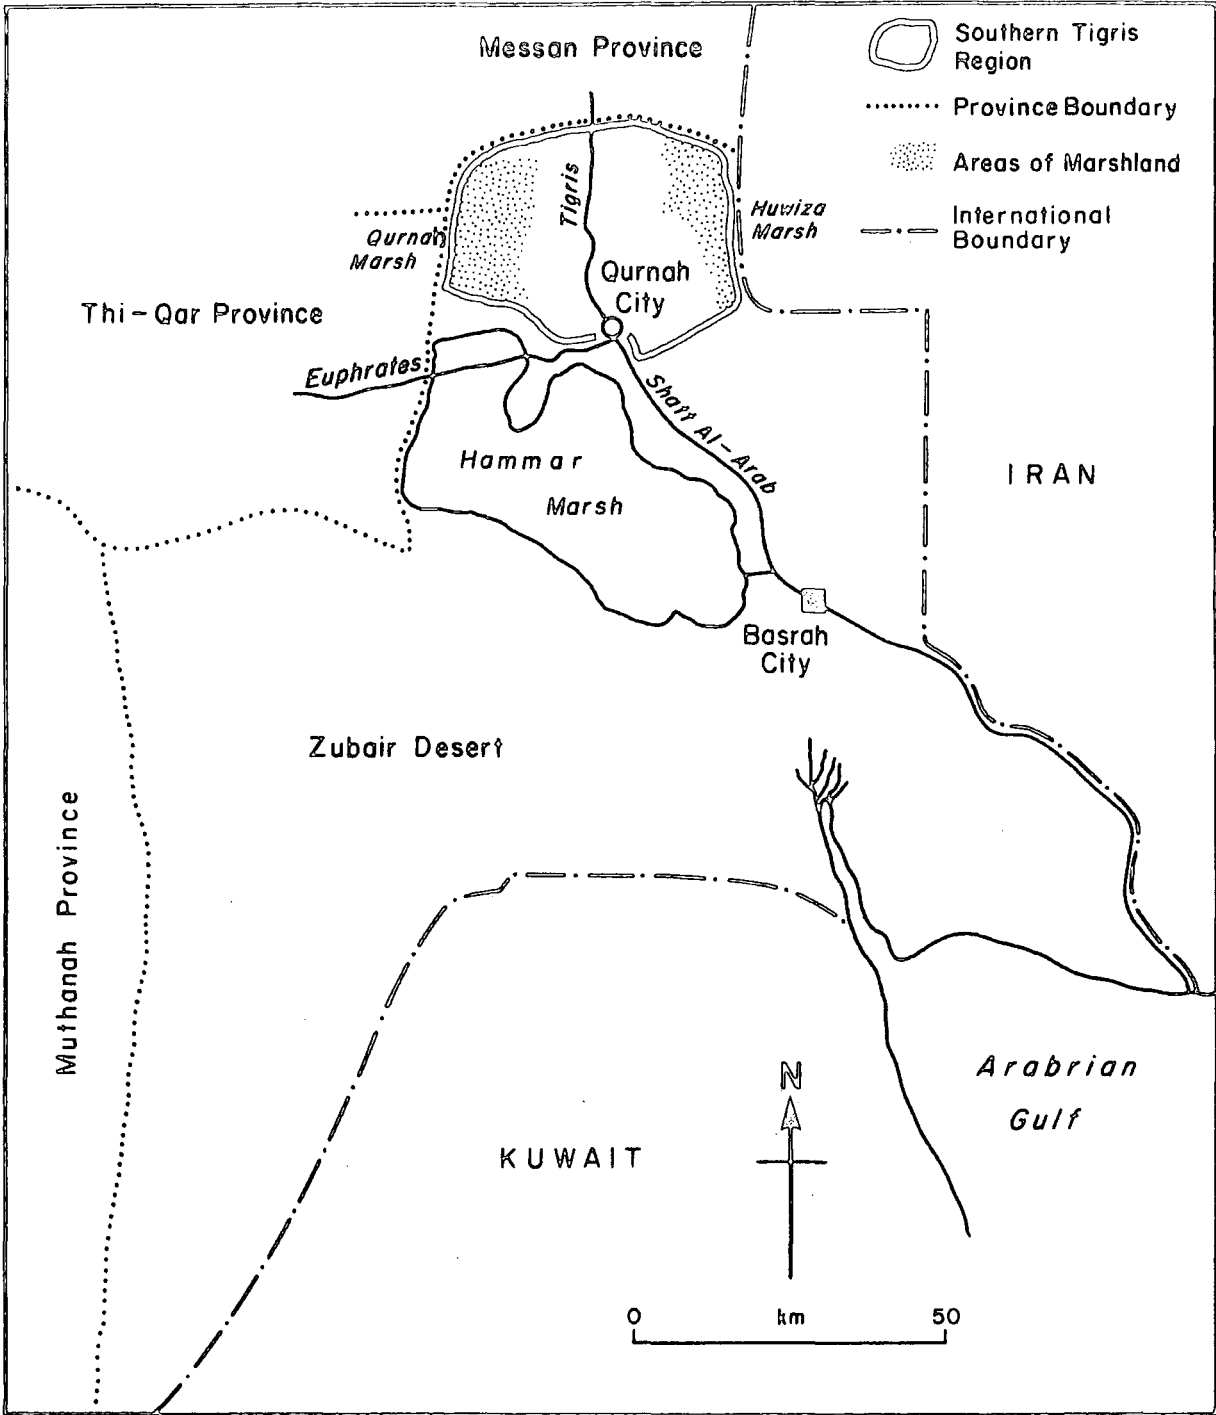 Messan Province
Southern Tigris
Region
Province Boundary
Areas of Marshland
International
Boundary
Tigris
Huwiza
Marsh
Qurnah
Marsh
Qurnah
City
Thi-Qar Province
Euphrates
Shatt Al-Arab
Hammar
Marsh
IRAN
Basrah
City
Zubair Desert
Muthanah Province
N
Arabrian
Gulf
KUWAIT
0 km 50